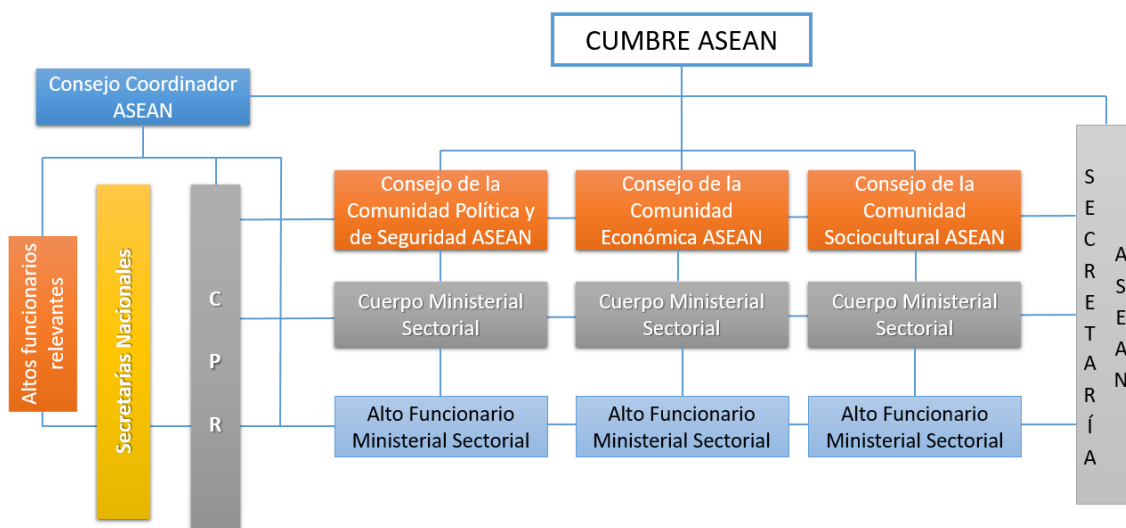 CUMBRE ASEAN
Consejo Coordinador
ASEAN
Altos funcionarios
relevantes
Secretarías Nacionales
C
P
R
Consejo de la
Comunidad Política y
de Seguridad ASEAN
Consejo de la
Comunidad
Económica ASEAN
Consejo de la
Comunidad
Sociocultural ASEAN
Cuerpo Ministerial
Sectorial
Cuerpo Ministerial
Sectorial
Cuerpo Ministerial
Sectorial
Alto Funcionario
Ministerial Sectorial
Alto Funcionario
Ministerial Sectorial
Alto Funcionario
Ministerial Sectorial
SECRETARÍA
ASEAN